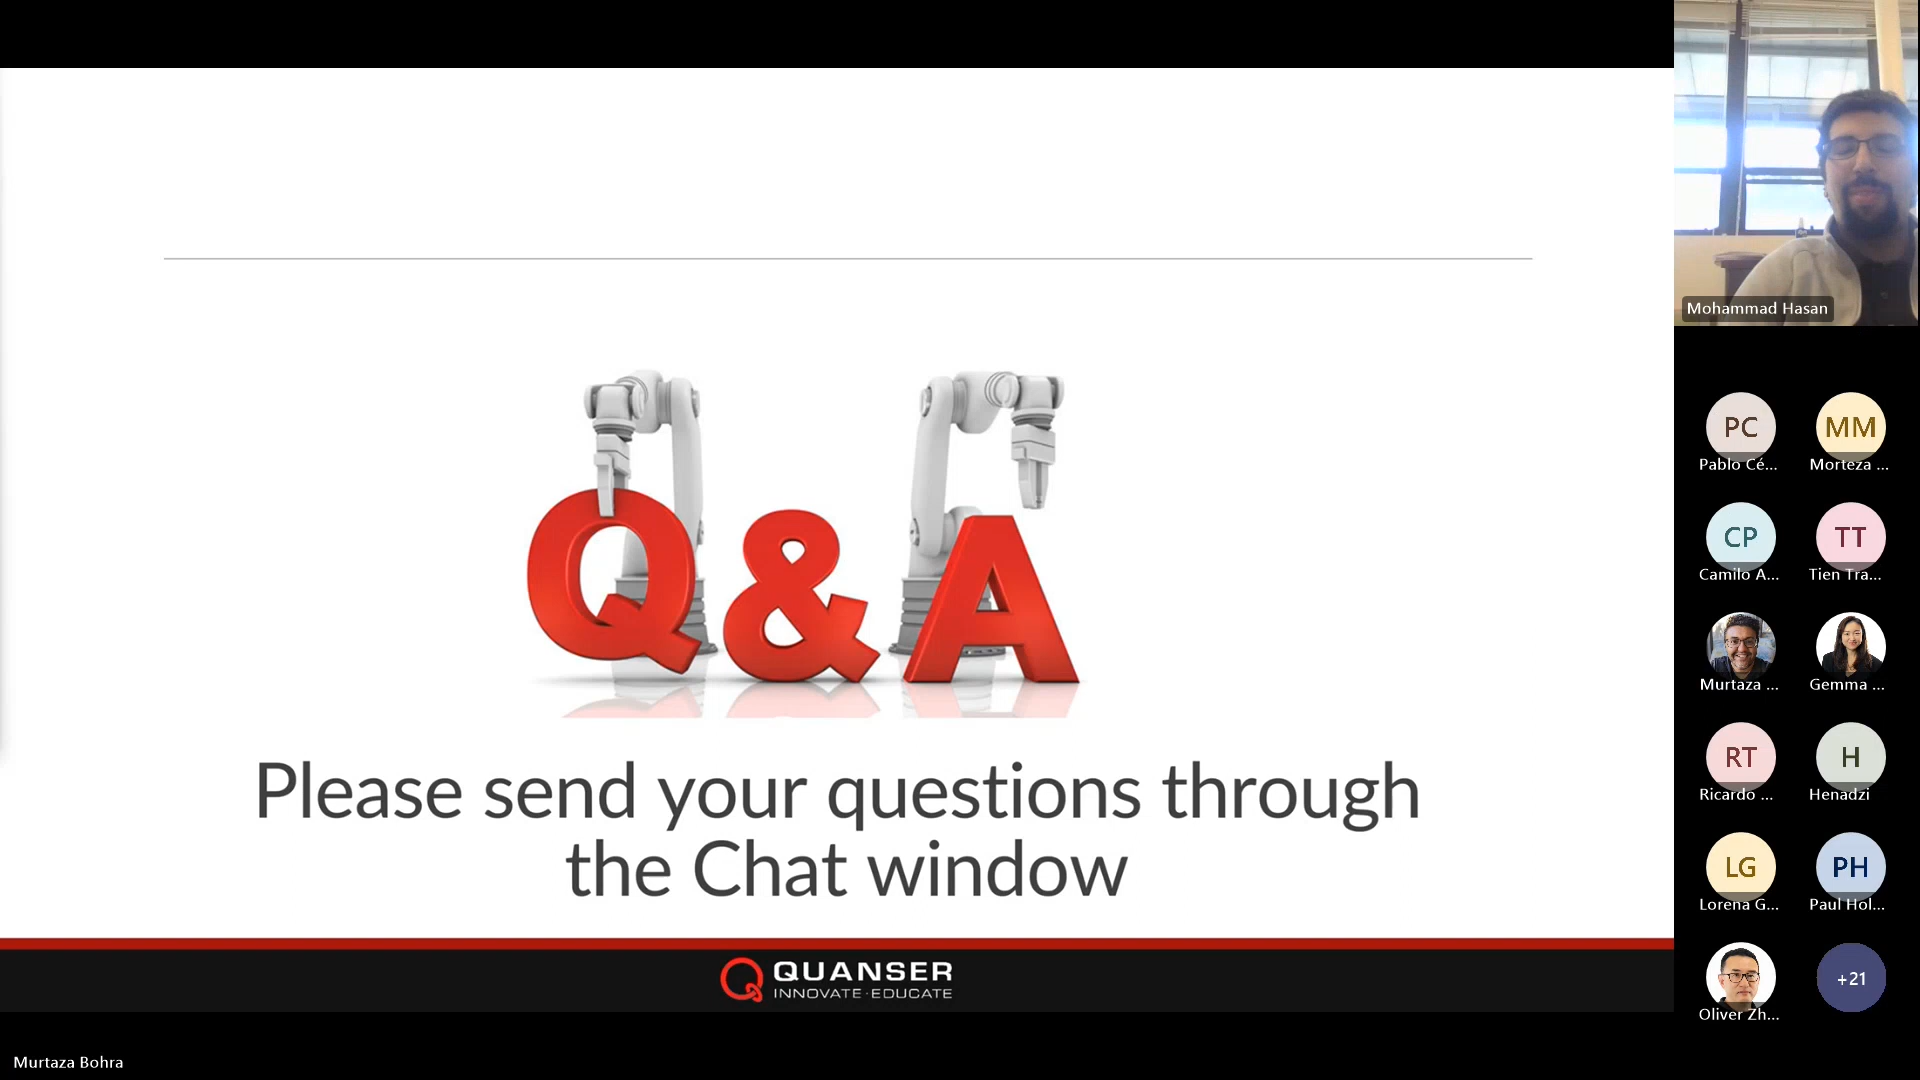 Q&A
Please send your questions through
the Chat window
QUANSER
INNOVATE·EDUCATE
Murtaza Bohra
Mohammad Hasan
PC
Pablo Cé...
MM
Morteza ...
CP
Camilo A...
TT
Tien Tra...
Murtaza ...
Gemma ...
RT
Ricardo ...
H
Henadzi
LG
Lorena G...
PH
Paul Hol...
Oliver Zh...
+21